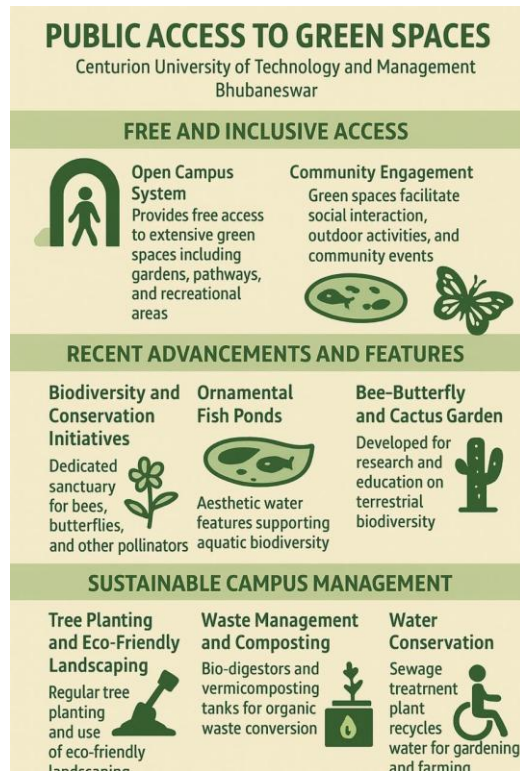 PUBLIC ACCESS TO GREEN SPACES
Centurion University of Technology and Management
Bhubaneswar
FREE AND INCLUSIVE ACCESS
Open Campus
System
Provides free access
to extensive green
spaces including
gardens, pathways,
and recreational
areas
Community Engagement
Green spaces facilitate
social interaction,
outdoor activities, and
community events
RECENT ADVANCEMENTS AND FEATURES
Biodiversity and
Conservation
Initiatives
Dedicated
sanctuary
for bees,
butterflies,
and other pollinators
Ornamental
Fish Ponds
Aesthetic water
features supporting
aquatic biodiversity
Bee-Butterfly
and Cactus Garden
Developed for
research and
education on
terrestrial
biodiversity
SUSTAINABLE CAMPUS MANAGEMENT
Tree Planting
and Eco-Friendly
Landscaping
Regular tree
planting
and use
of eco-friendly
landscaping
Waste Management
and Composting
Bio-digestors and
vermicomposting
tanks for organic
waste conversion
Water
Conservation
Sewage
treatrnent
plant
recycles
water for gardening
and farming